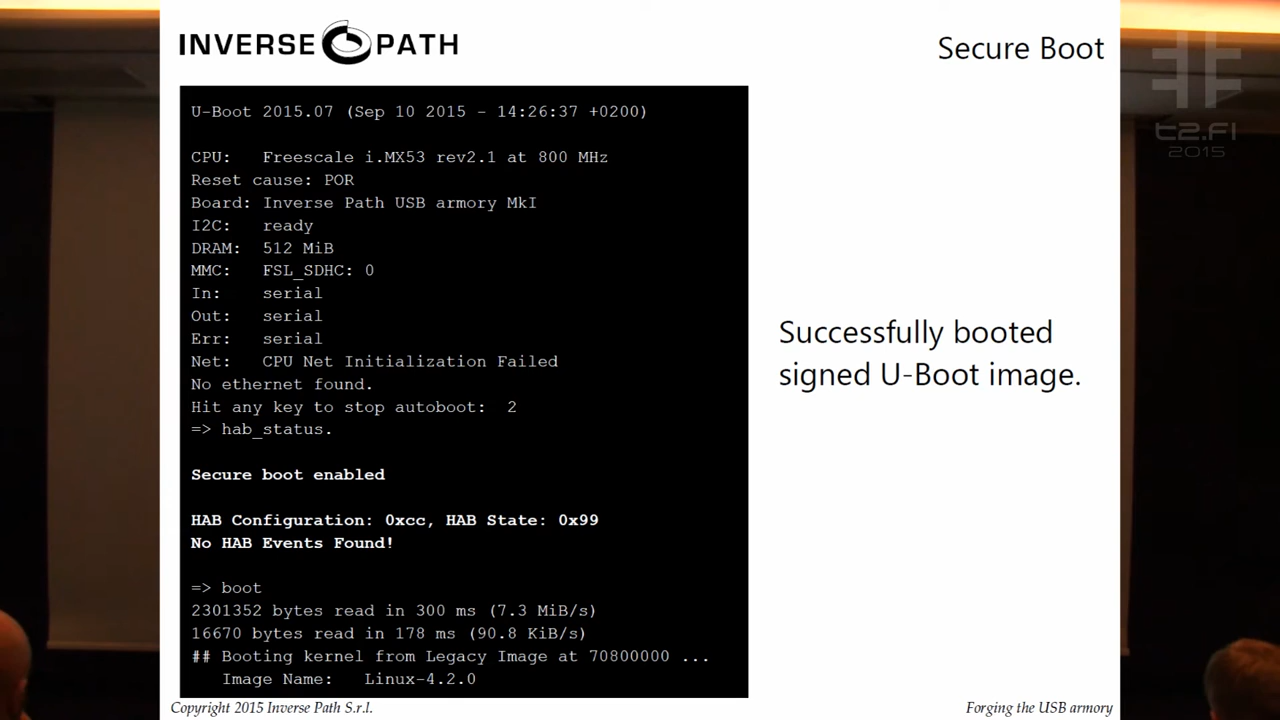 INVERSE PATH
Secure Boot
U-Boot 2015.07 (Sep 10 2015 - 14:26:37 +0200)
CPU: Freescale i.MX53 rev2.1 at 800 MHz
Reset cause: POR
Board: Inverse Path USB armory MkI
I2C: ready
DRAM: 512 MiB
MMC: FSL_SDHC: 0
In: serial
Out: serial
Err: serial
Net: CPU Net Initialization Failed
No ethernet found.
Hit any key to stop autoboot: 2
=> hab_status.
Secure boot enabled
HAB Configuration: 0xcc, HAB State: 0x99
No HAB Events Found!
=> boot
2301352 bytes read in 300 ms (7.3 MiB/s)
16670 bytes read in 178 ms (90.8 KiB/s)
## Booting kernel from Legacy Image at 70800000 ...
Image Name: Linux-4.2.0
Successfully booted
signed U-Boot image.
Copyright 2015 Inverse Path S.r.l.
Forging the USB armory
t2.FI
2015